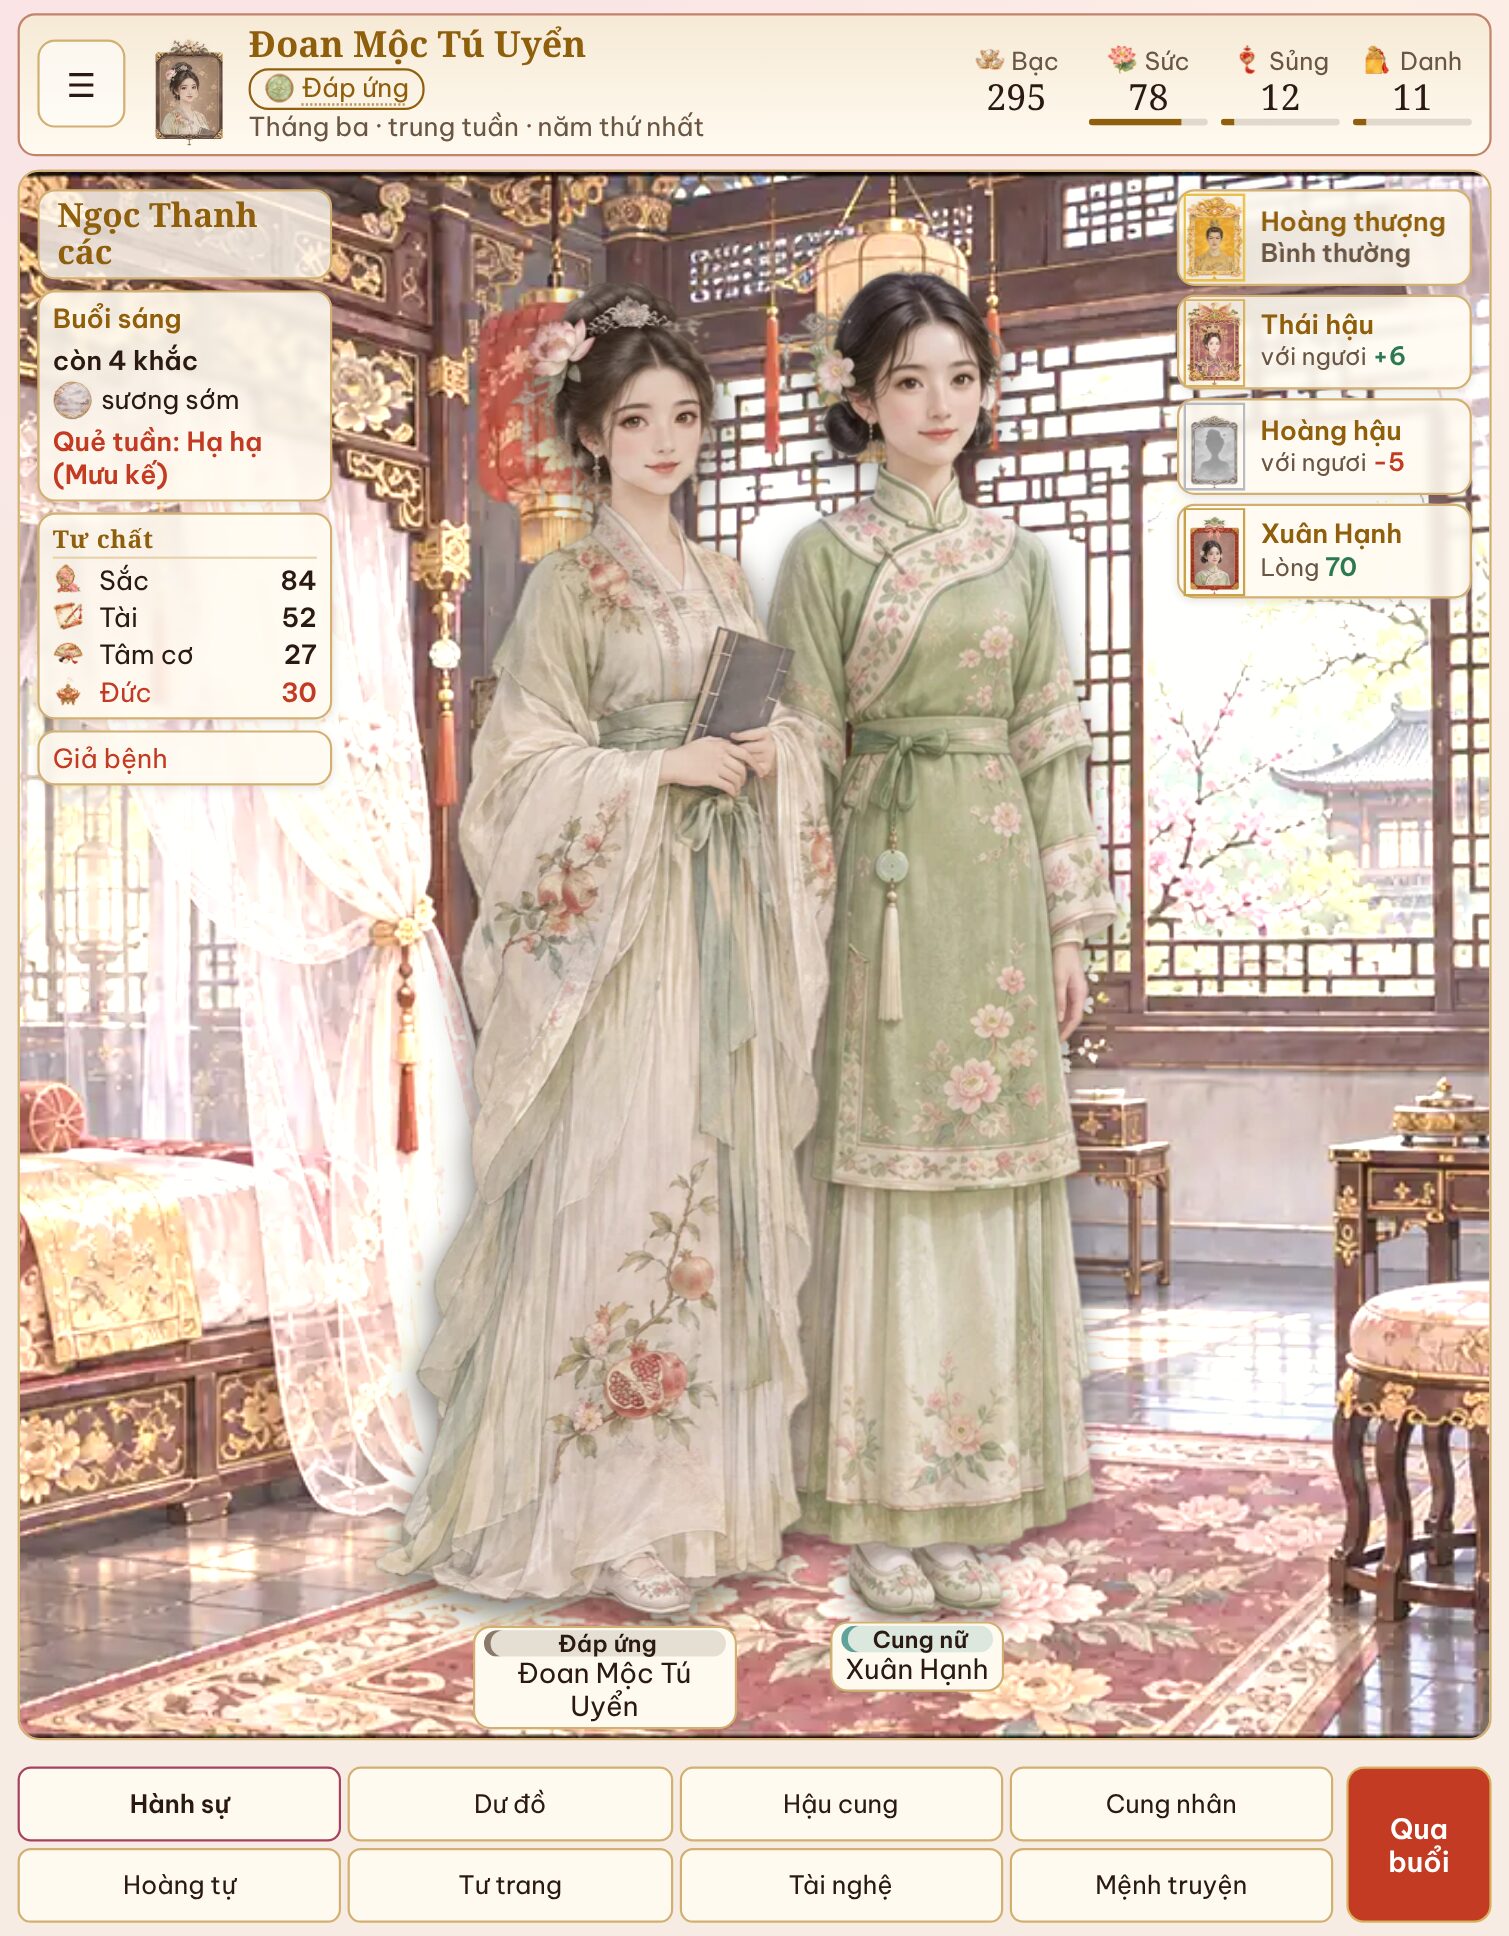 ☰
Đoan Mộc Tú Uyển
Đáp ứng
Tháng ba · trung tuần · năm thứ nhất
Bạc
295
Sức
78
Sủng
12
Danh
11
Ngọc Thanh
các
Buổi sáng
còn 4 khắc
sương sớm
Quẻ tuần: Hạ hạ
(Mưu kế)
Tư chất
Sắc 84
Tài 52
Tâm cơ 27
Đức 30
Giả bệnh
Hoàng thượng
Bình thường
Thái hậu
với ngươi +6
Hoàng hậu
với ngươi -5
Xuân Hạnh
Lòng 70
Đáp ứng
Đoan Mộc Tú
Uyển
Cung nữ
Xuân Hạnh
Hành sự
Dư đồ
Hậu cung
Cung nhân
Qua
buổi
Hoàng tự
Tư trang
Tài nghệ
Mệnh truyện